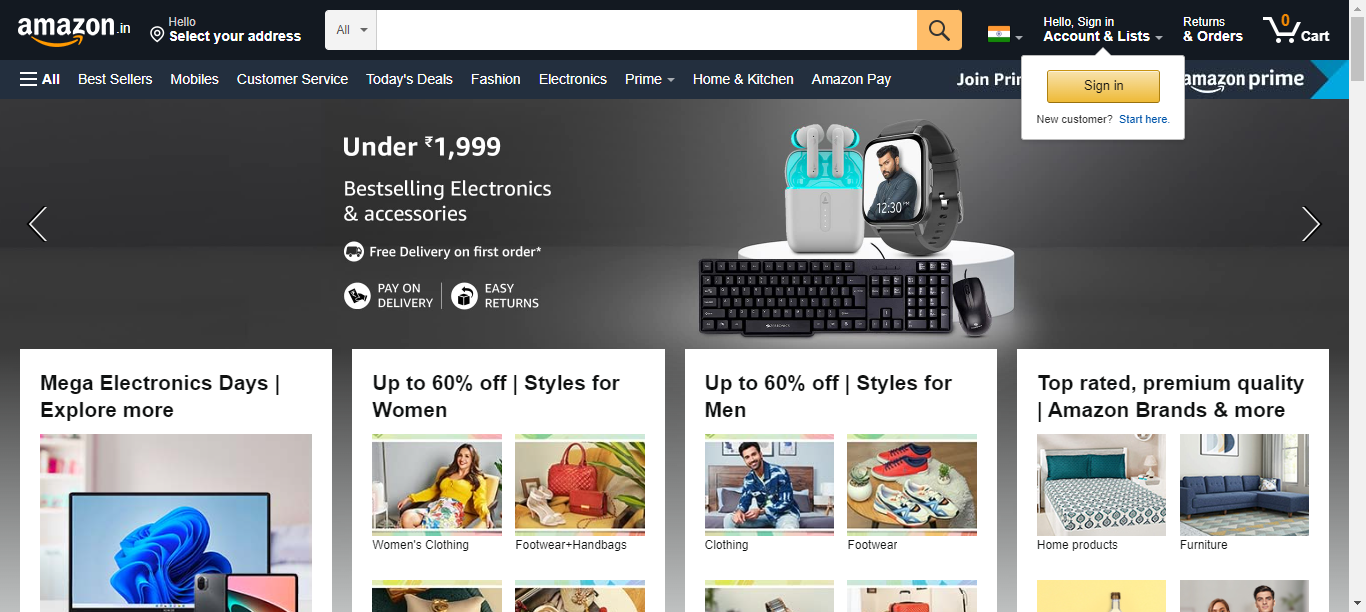 amazon.in
Hello
Select your address
All
Hello, Sign in
Account & Lists
Returns
& Orders
0
Cart
All
Best Sellers
Mobiles
Customer Service
Today's Deals
Fashion
Electronics
Prime
Home & Kitchen
Amazon Pay
Join
amazon prime
Sign in
New customer? Start here.
Under ₹1,999
Bestselling Electronics
& accessories
Free Delivery on first order*
PAY ON
DELIVERY
EASY
RETURNS
12:30 PM
ZEBRONICS
Mega Electronics Days |
Explore more
Up to 60% off | Styles for
Women
Women's Clothing
Footwear+Handbags
Up to 60% off | Styles for
Men
Clothing
Footwear
Top rated, premium quality
| Amazon Brands & more
Home products
Furniture